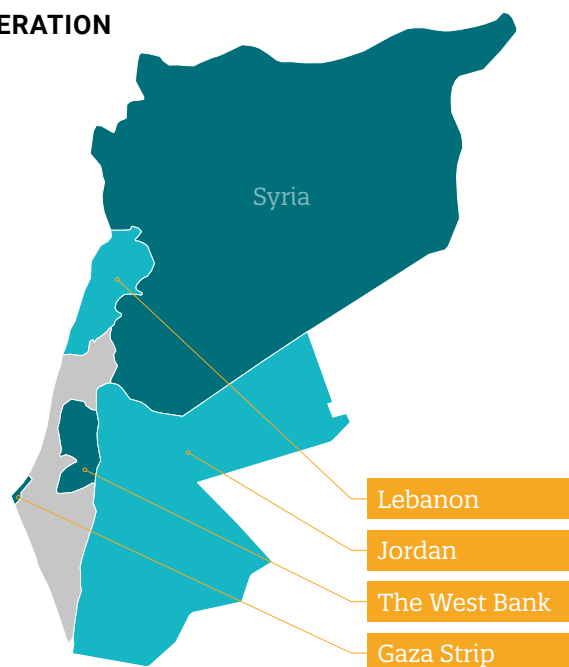 ERATION
Syria
Lebanon
Jordan
The West Bank
Gaza Strip